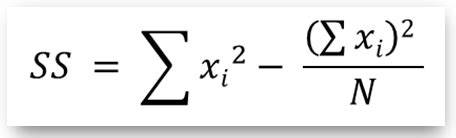 SS = ∑ xᵢ² − (∑ xᵢ)² / N